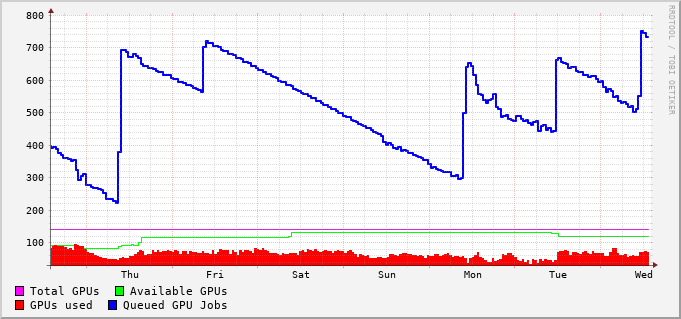 800
700
600
500
400
300
200
100
Thu Fri Sat Sun Mon Tue Wed
Total GPUs Available GPUs
GPUs used Queued GPU Jobs
RRDTOOL / TOBI OETIKER